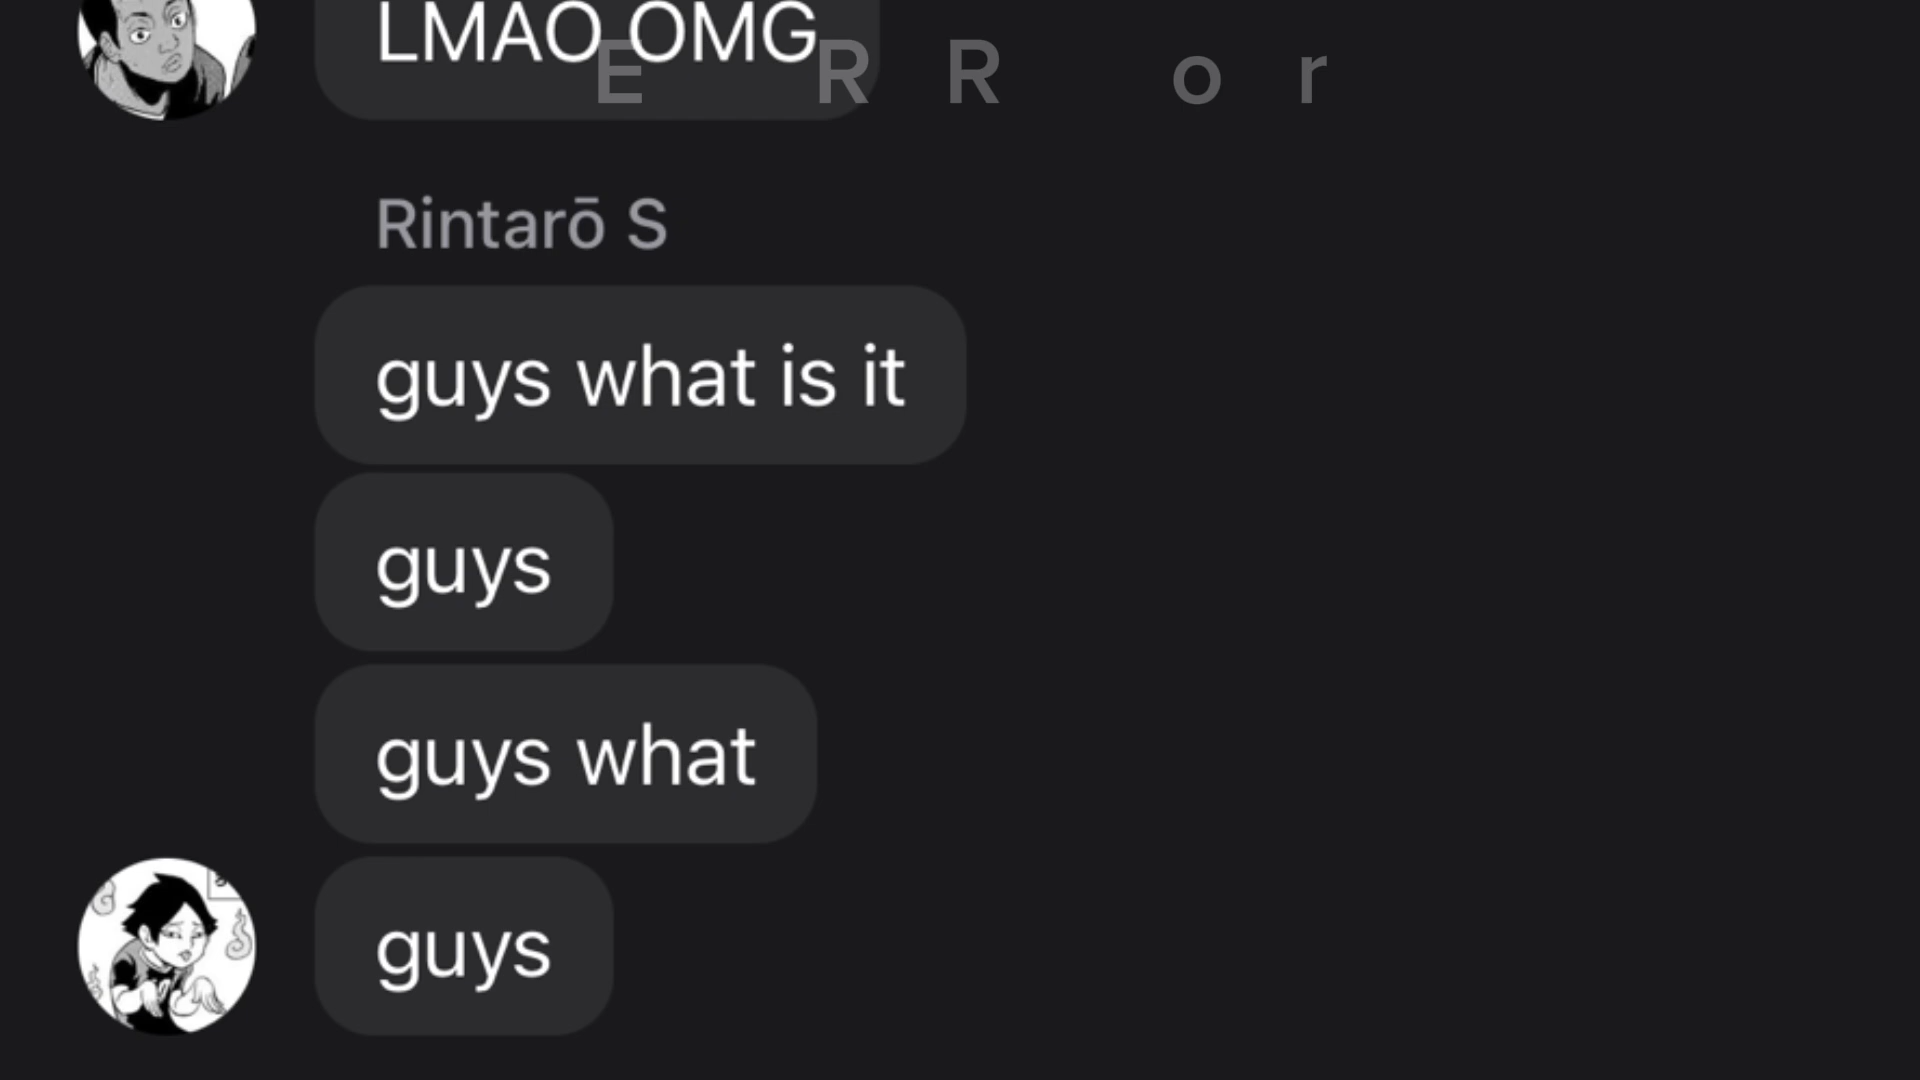 LMAO OMG
E R R o r
Rintarō S
guys what is it
guys
guys what
guys